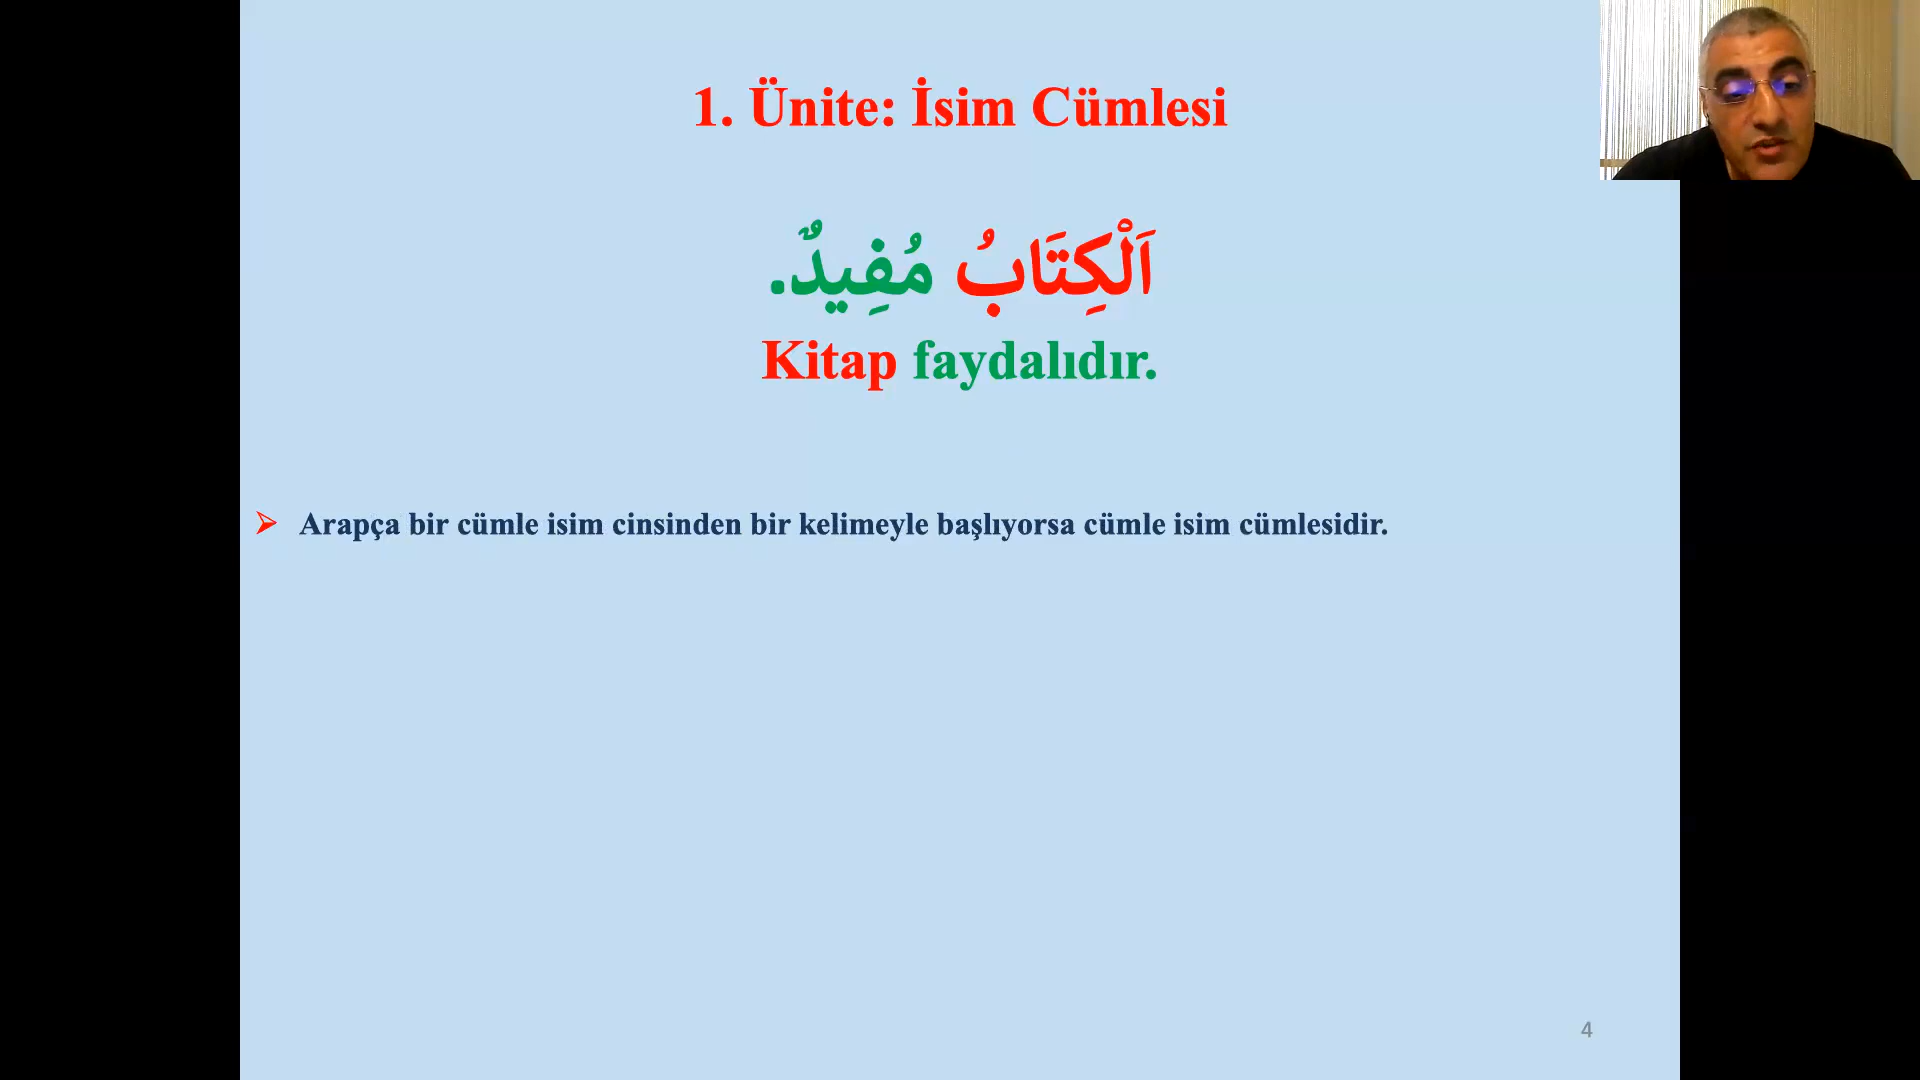 1. Ünite: İsim Cümlesi
اَلْكِتَابُ مُفِيدٌ.
Kitap faydalıdır.
Arapça bir cümle isim cinsinden bir kelimeyle başlıyorsa cümle isim cümlesidir.
4